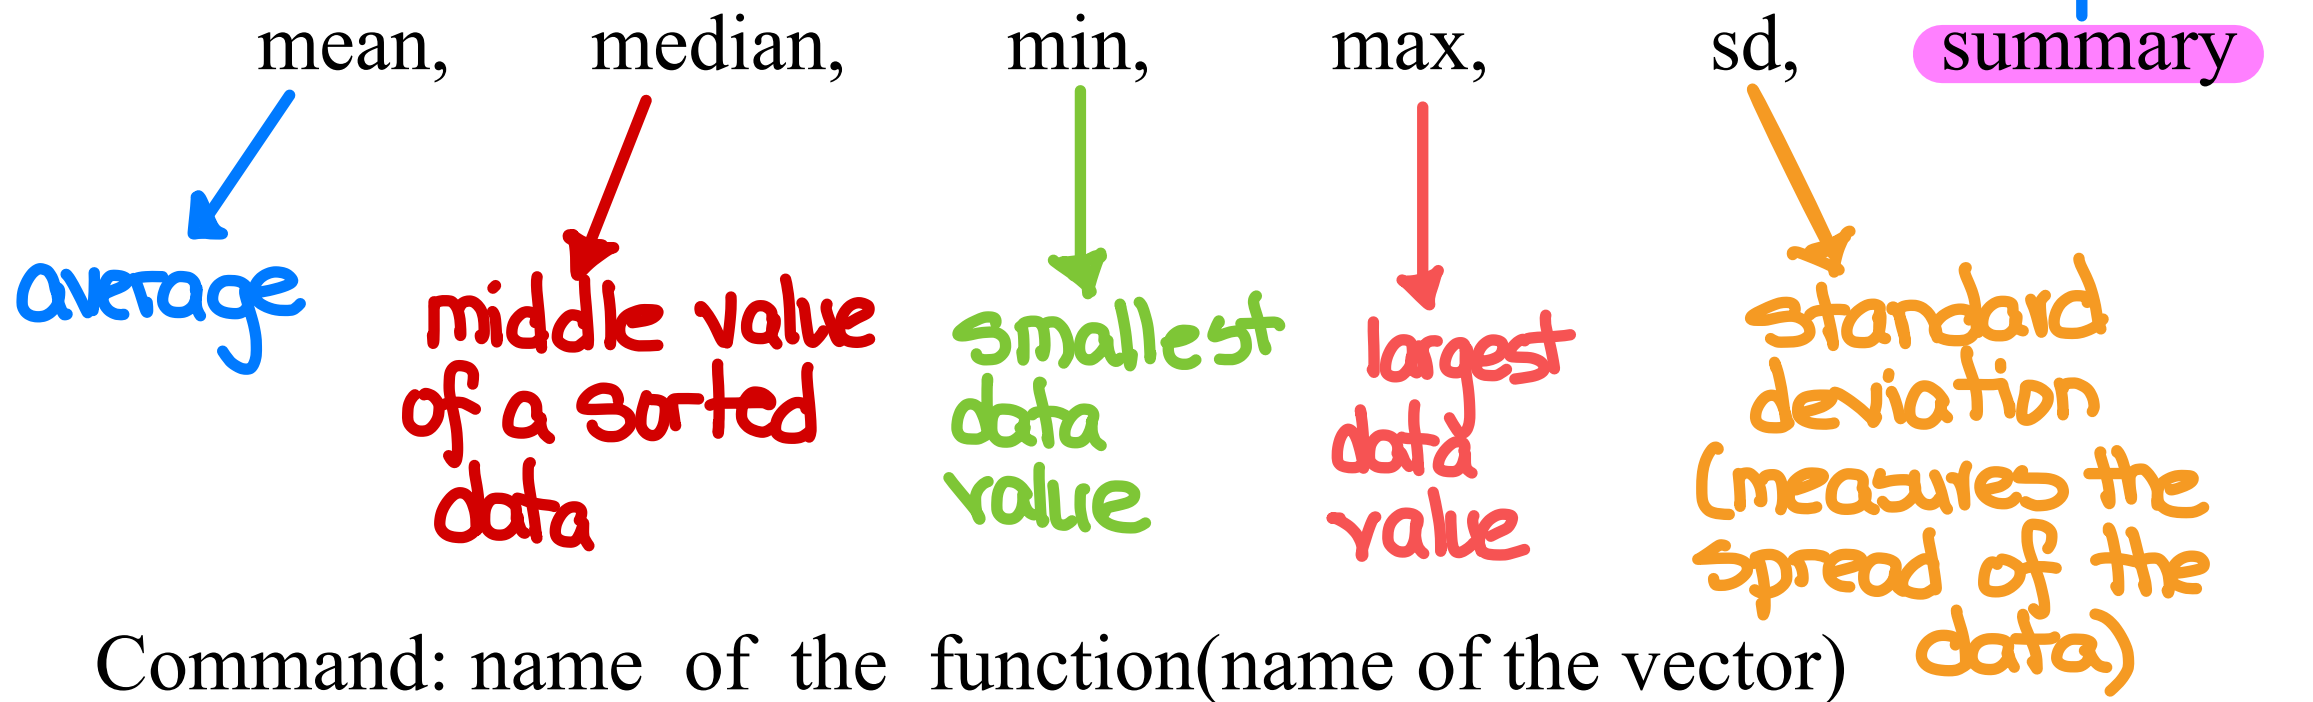 mean, median, min, max, sd, summary
average
middle value
of a sorted
data
smallest
data
value
largest
data
value
standard
deviation
(measures the
spread of the
data)
Command: name of the function(name of the vector)